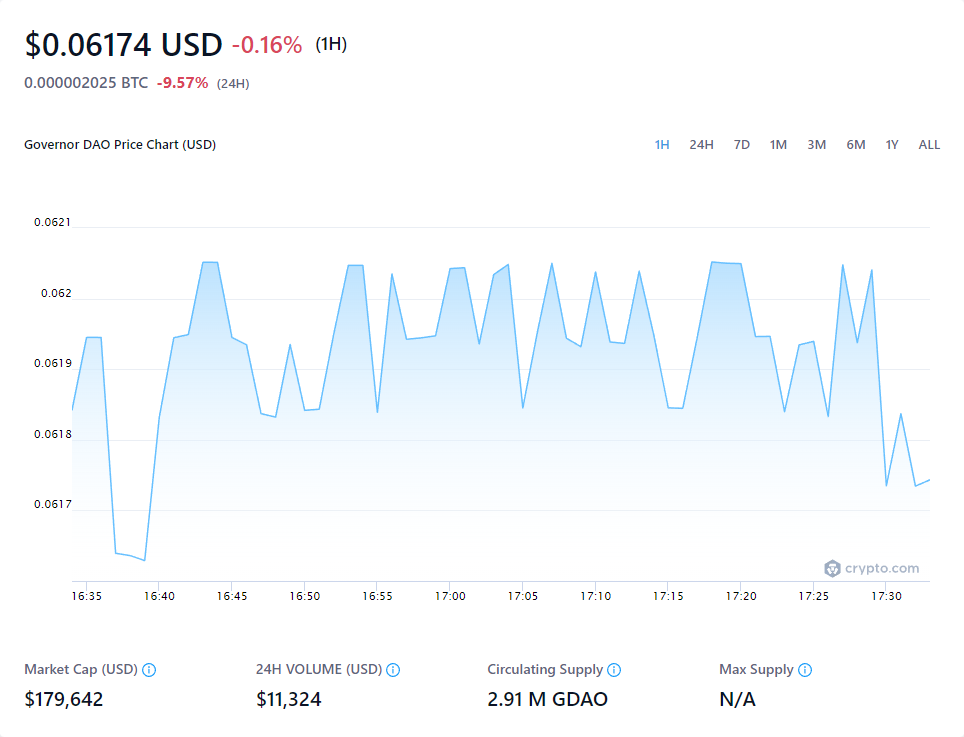 $0.06174 USD -0.16% (1H)
0.000002025 BTC -9.57% (24H)
Governor DAO Price Chart (USD) 1H 24H 7D 1M 3M 6M 1Y ALL
0.0621
0.062
0.0619
0.0618
0.0617
crypto.com
16:35 16:40 16:45 16:50 16:55 17:00 17:05 17:10 17:15 17:20 17:25 17:30
Market Cap (USD) 24H VOLUME (USD) Circulating Supply Max Supply
$179,642 $11,324 2.91 M GDAO N/A